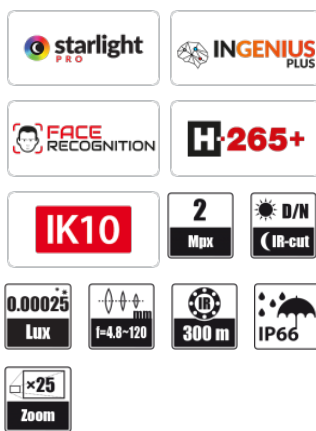 starlight
PRO
INGENIUS
PLUS
FACE
RECOGNITION
H·265+
IK10
2
Mpx
D/N
IR-cut
0.00025
Lux
mm
f=4.8~120
IR
300 m
IP66
×25
Zoom